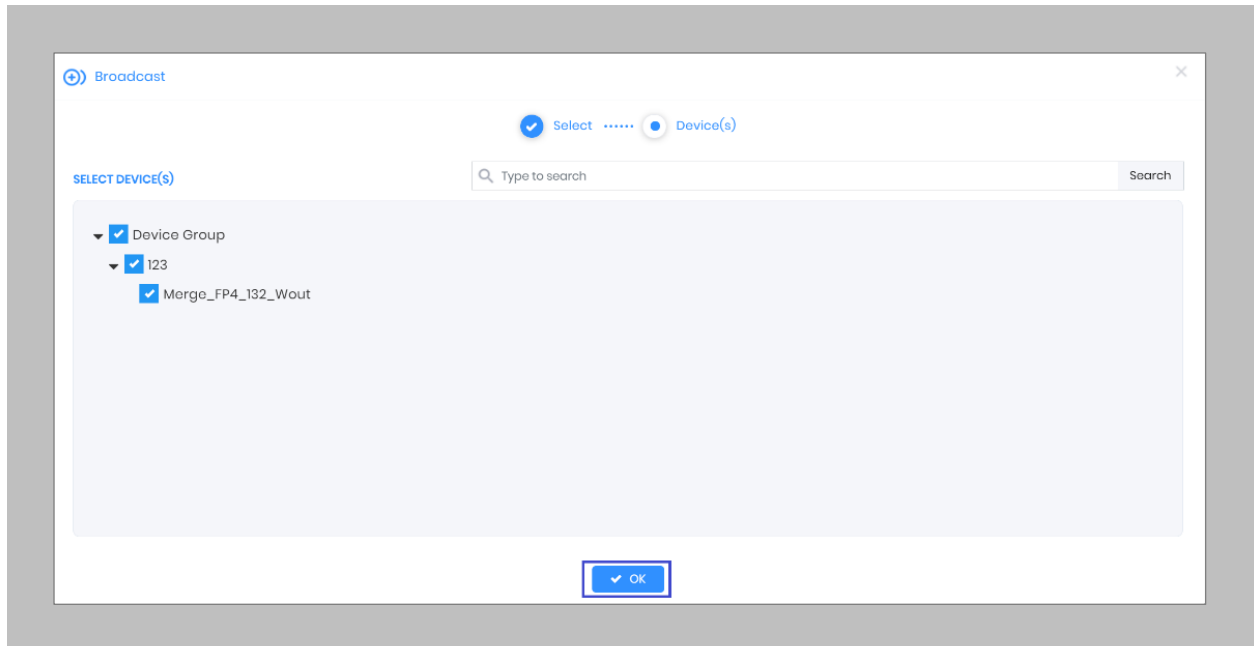 Broadcast
Select Device(s)
SELECT DEVICE(S)
Type to search
Search
Device Group
123
Merge_FP4_132_Wout
OK